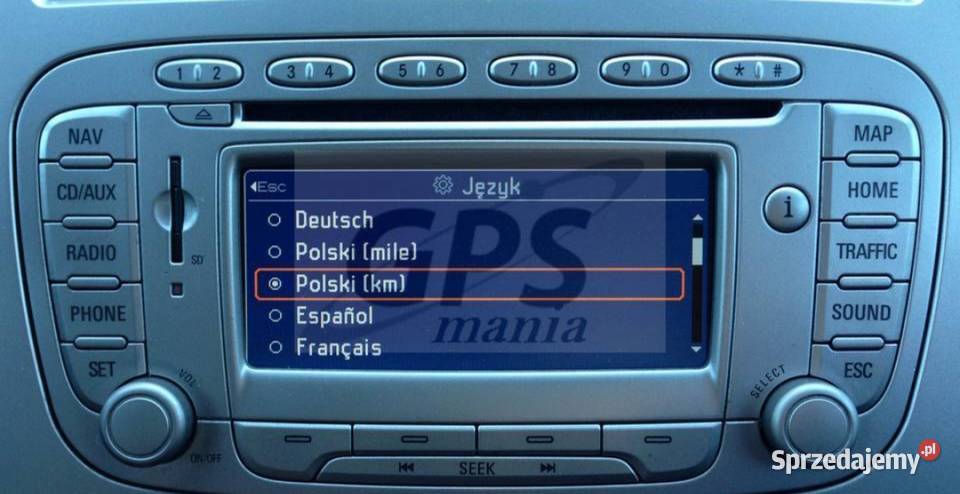 1 2 3 4 5 6 7 8 9 0 * #
NAV
CD/AUX
RADIO
PHONE
SET
SD
VOL
ON/OFF
◂Esc Język
Deutsch
Polski (mile)
Polski (km)
Español
Français
GPS
mania
MAP
HOME
i
TRAFFIC
SOUND
ESC
SELECT
SEEK
Sprzedajemy.pl